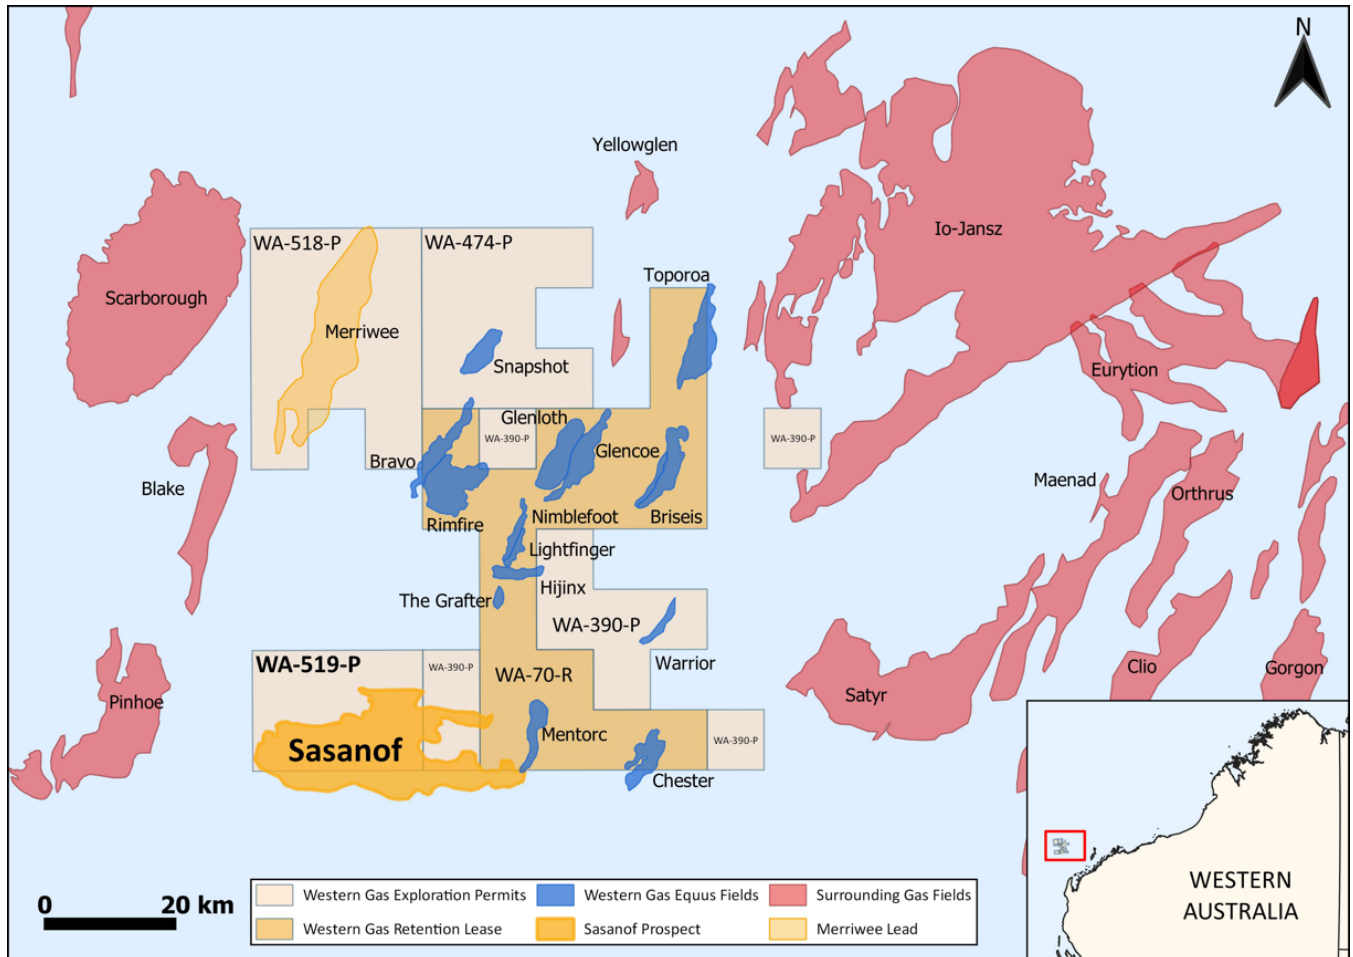 N
Yellowglen
WA-518-P
WA-474-P
Io-Jansz
Toporoa
Scarborough
Merriwee
Snapshot
Eurytion
Glenloth
WA-390-P
WA-390-P
Glencoe
Bravo
Maenad
Blake
Orthrus
Rimfire
Nimblefoot
Briseis
Lightfinger
Hijinx
The Grafter
WA-390-P
WA-519-P
WA-390-P
Warrior
WA-70-R
Clio
Gorgon
Satyr
Pinhoe
Mentorc
Sasanof
WA-390-P
Chester
0 20 km
Western Gas Exploration Permits
Western Gas Equus Fields
Surrounding Gas Fields
Western Gas Retention Lease
Sasanof Prospect
Merriwee Lead
WESTERN
AUSTRALIA